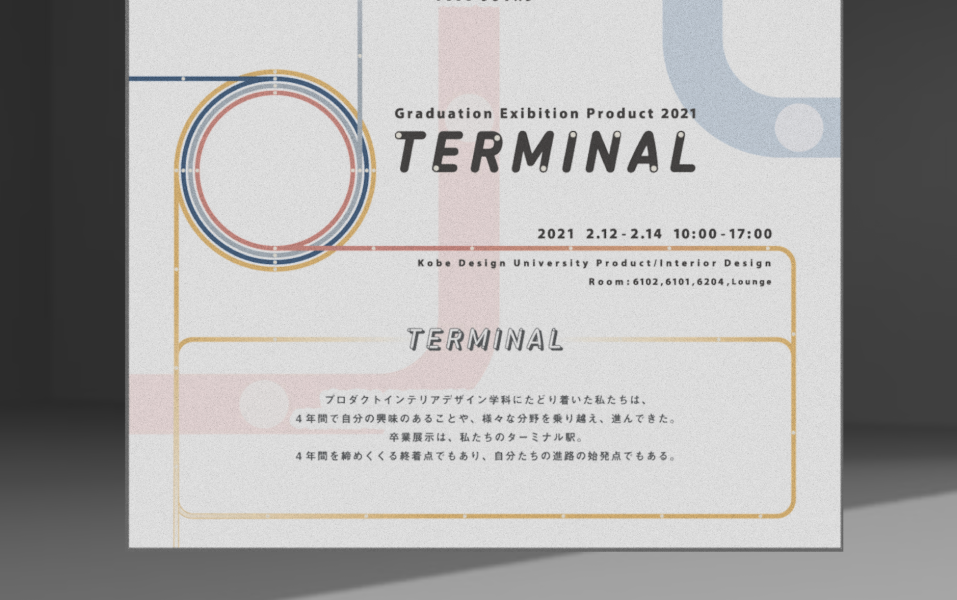 Graduation Exibition Product 2021
TERMINAL
2021 2.12-2.14 10:00-17:00
Kobe Design University Product/Interior Design
Room:6102,6101,6204,Lounge
TERMINAL
プロダクトインテリアデザイン学科にたどり着いた私たちは、
４年間で自分の興味のあることや、様々な分野を乗り越え、進んできた。
卒業展示は、私たちのターミナル駅。
４年間を締めくくる終着点でもあり、自分たちの進路の始発点でもある。